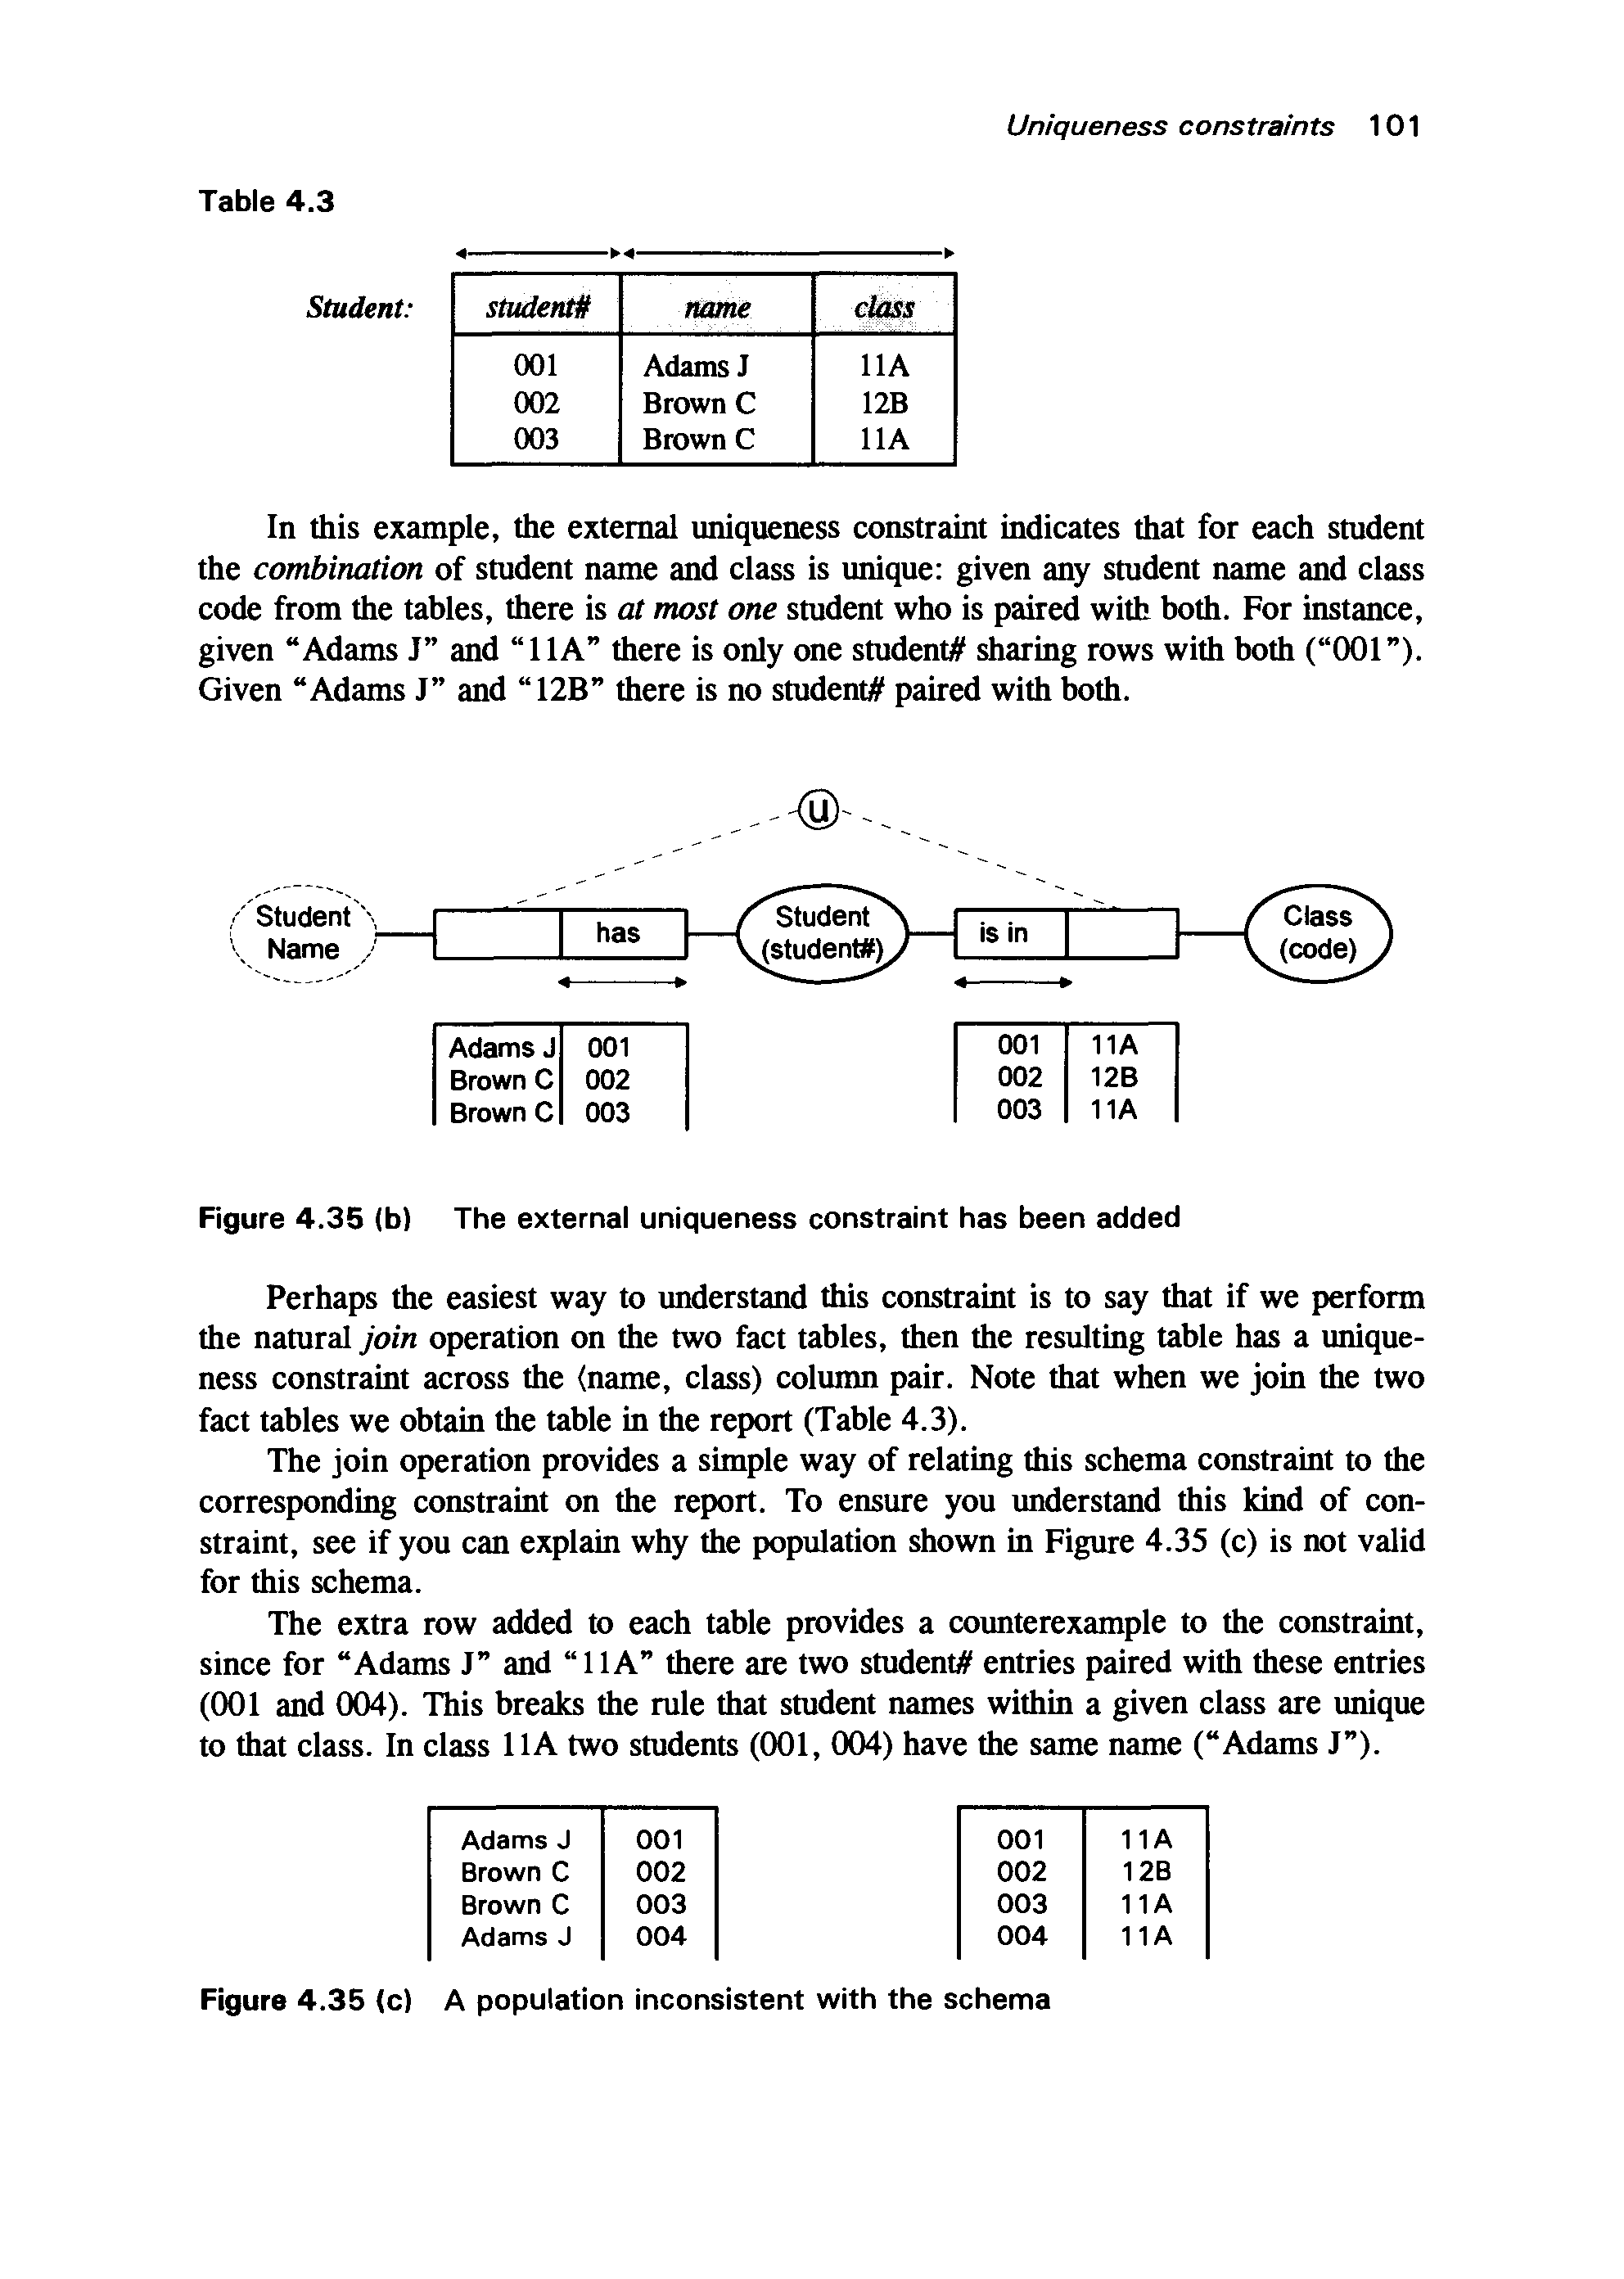 Uniqueness constraints 101
Table 4.3
Student: student# name class
001 Adams J 11A
002 Brown C 12B
003 Brown C 11A
In this example, the external uniqueness constraint indicates that for each student
the combination of student name and class is unique: given any student name and class
code from the tables, there is at most one student who is paired with both. For instance,
given “Adams J” and “11A” there is only one student# sharing rows with both (“001”).
Given “Adams J” and “12B” there is no student# paired with both.
U
Student Name
has
Student (student#)
is in
Class (code)
Adams J 001
Brown C 002
Brown C 003
001 11A
002 12B
003 11A
Figure 4.35 (b) The external uniqueness constraint has been added
Perhaps the easiest way to understand this constraint is to say that if we perform
the natural join operation on the two fact tables, then the resulting table has a unique-
ness constraint across the (name, class) column pair. Note that when we join the two
fact tables we obtain the table in the report (Table 4.3).
The join operation provides a simple way of relating this schema constraint to the
corresponding constraint on the report. To ensure you understand this kind of con-
straint, see if you can explain why the population shown in Figure 4.35 (c) is not valid
for this schema.
The extra row added to each table provides a counterexample to the constraint,
since for “Adams J” and “11A” there are two student# entries paired with these entries
(001 and 004). This breaks the rule that student names within a given class are unique
to that class. In class 11A two students (001, 004) have the same name (“Adams J”).
Adams J 001
Brown C 002
Brown C 003
Adams J 004
001 11A
002 12B
003 11A
004 11A
Figure 4.35 (c) A population inconsistent with the schema